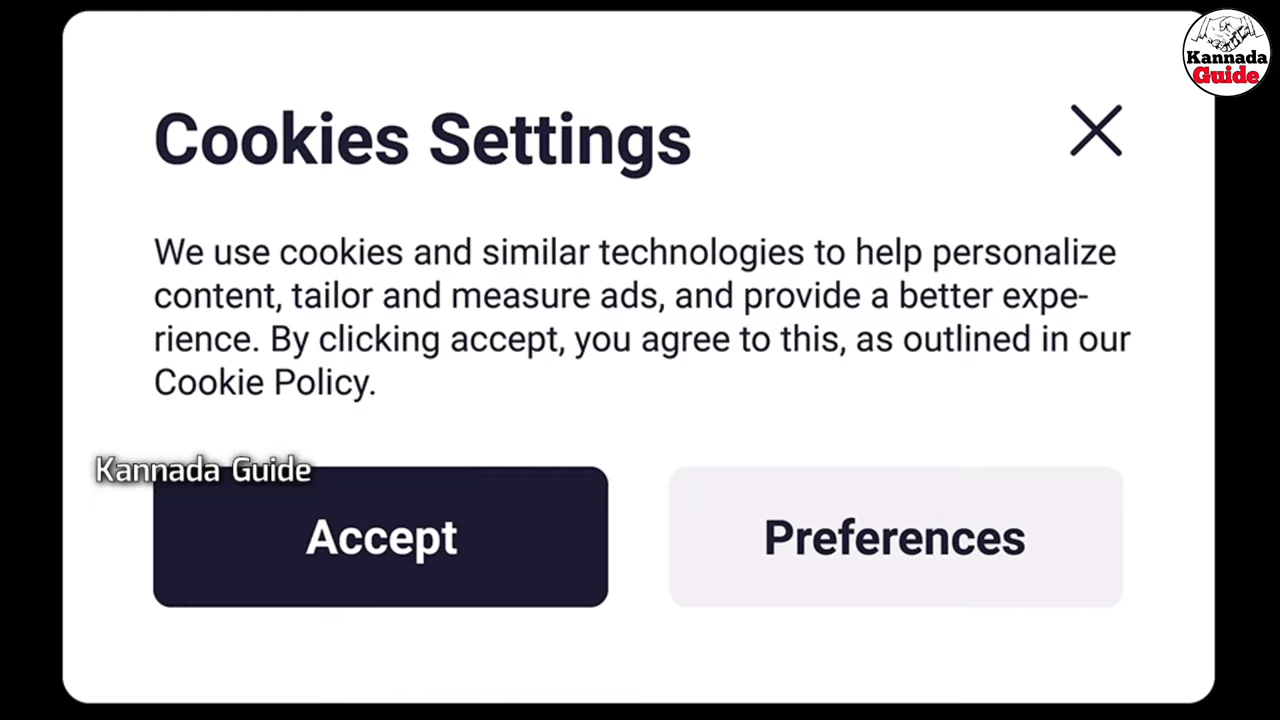 Kannada
Guide
Cookies Settings
We use cookies and similar technologies to help personalize
content, tailor and measure ads, and provide a better expe-
rience. By clicking accept, you agree to this, as outlined in our
Cookie Policy.
Kannada Guide
Accept
Preferences